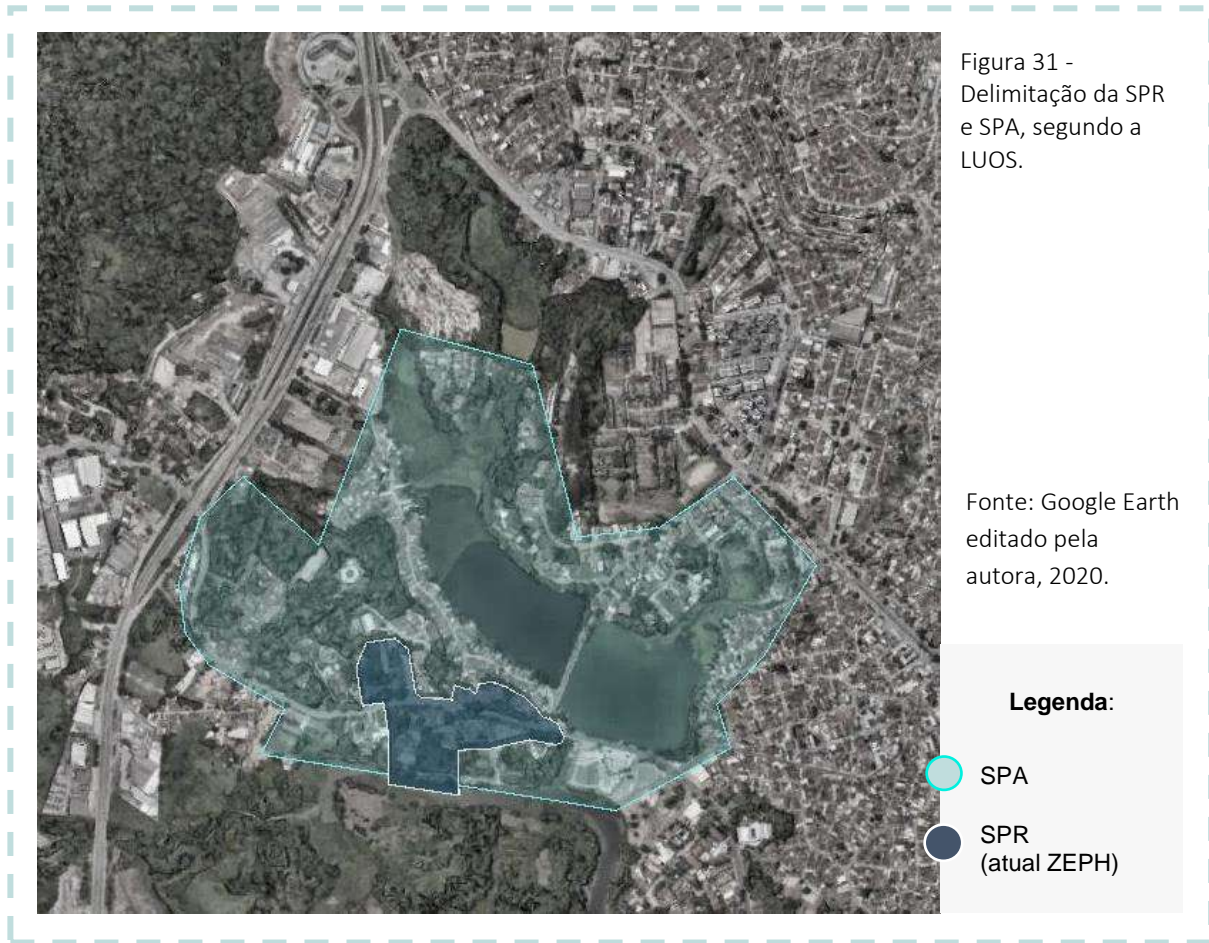 Figura 31 -
Delimitação da SPR
e SPA, segundo a
LUOS.
Fonte: Google Earth
editado pela
autora, 2020.
Legenda:
SPA
SPR
(atual ZEPH)